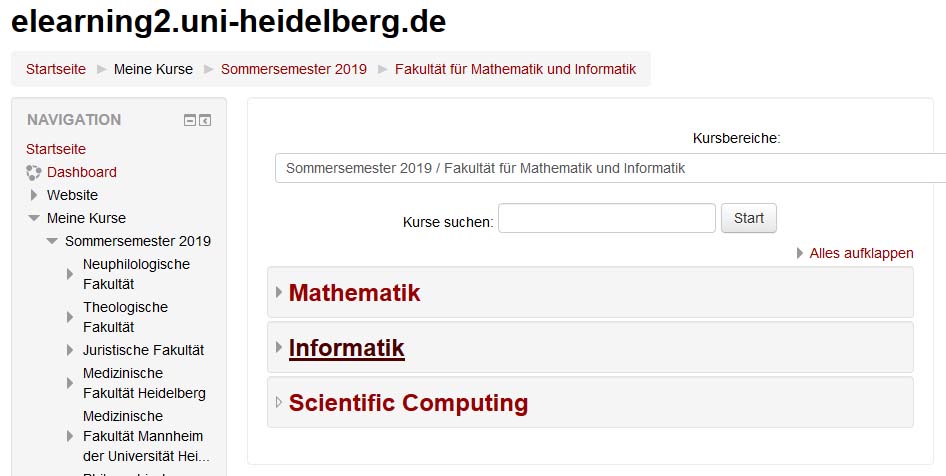 elearning2.uni-heidelberg.de
Startseite Meine Kurse Sommersemester 2019 Fakultät für Mathematik und Informatik
NAVIGATION
Startseite
Dashboard
Website
Meine Kurse
Sommersemester 2019
Neuphilologische
Fakultät
Theologische
Fakultät
Juristische Fakultät
Medizinische
Fakultät Heidelberg
Medizinische
Fakultät Mannheim
der Universität Hei...
Kursbereiche:
Sommersemester 2019 / Fakultät für Mathematik und Informatik
Kurse suchen: Start
Alles aufklappen
Mathematik
Informatik
Scientific Computing